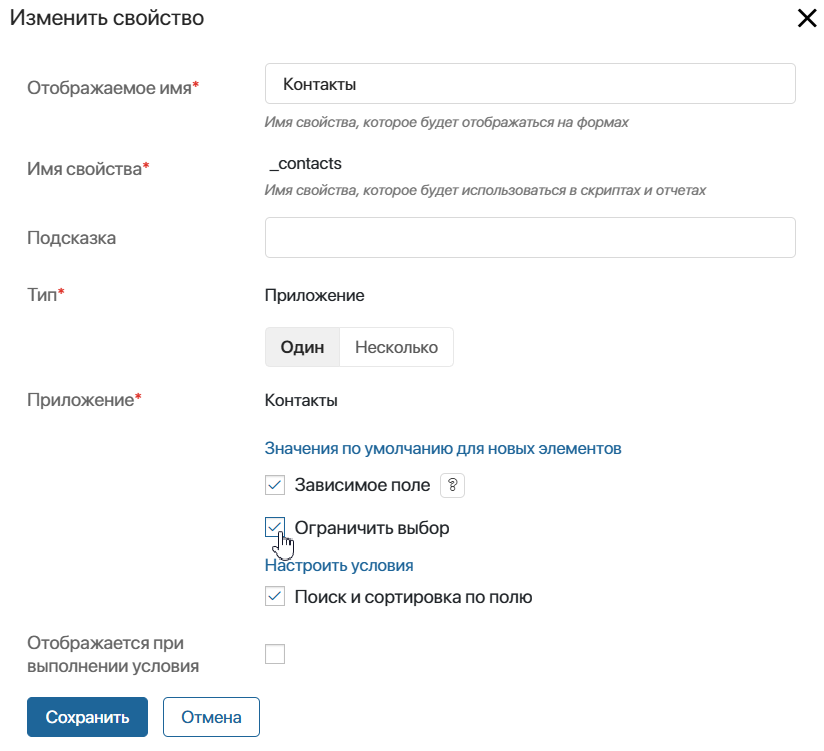 Изменить свойство
Отображаемое имя*
Контакты
Имя свойства, которое будет отображаться на формах
Имя свойства*
_contacts
Имя свойства, которое будет использоваться в скриптах и отчетах
Подсказка
Тип*
Приложение
Один Несколько
Приложение*
Контакты
Значения по умолчанию для новых элементов
Зависимое поле ?
Ограничить выбор
Настроить условия
Поиск и сортировка по полю
Отображается при
выполнении условия
Сохранить Отмена